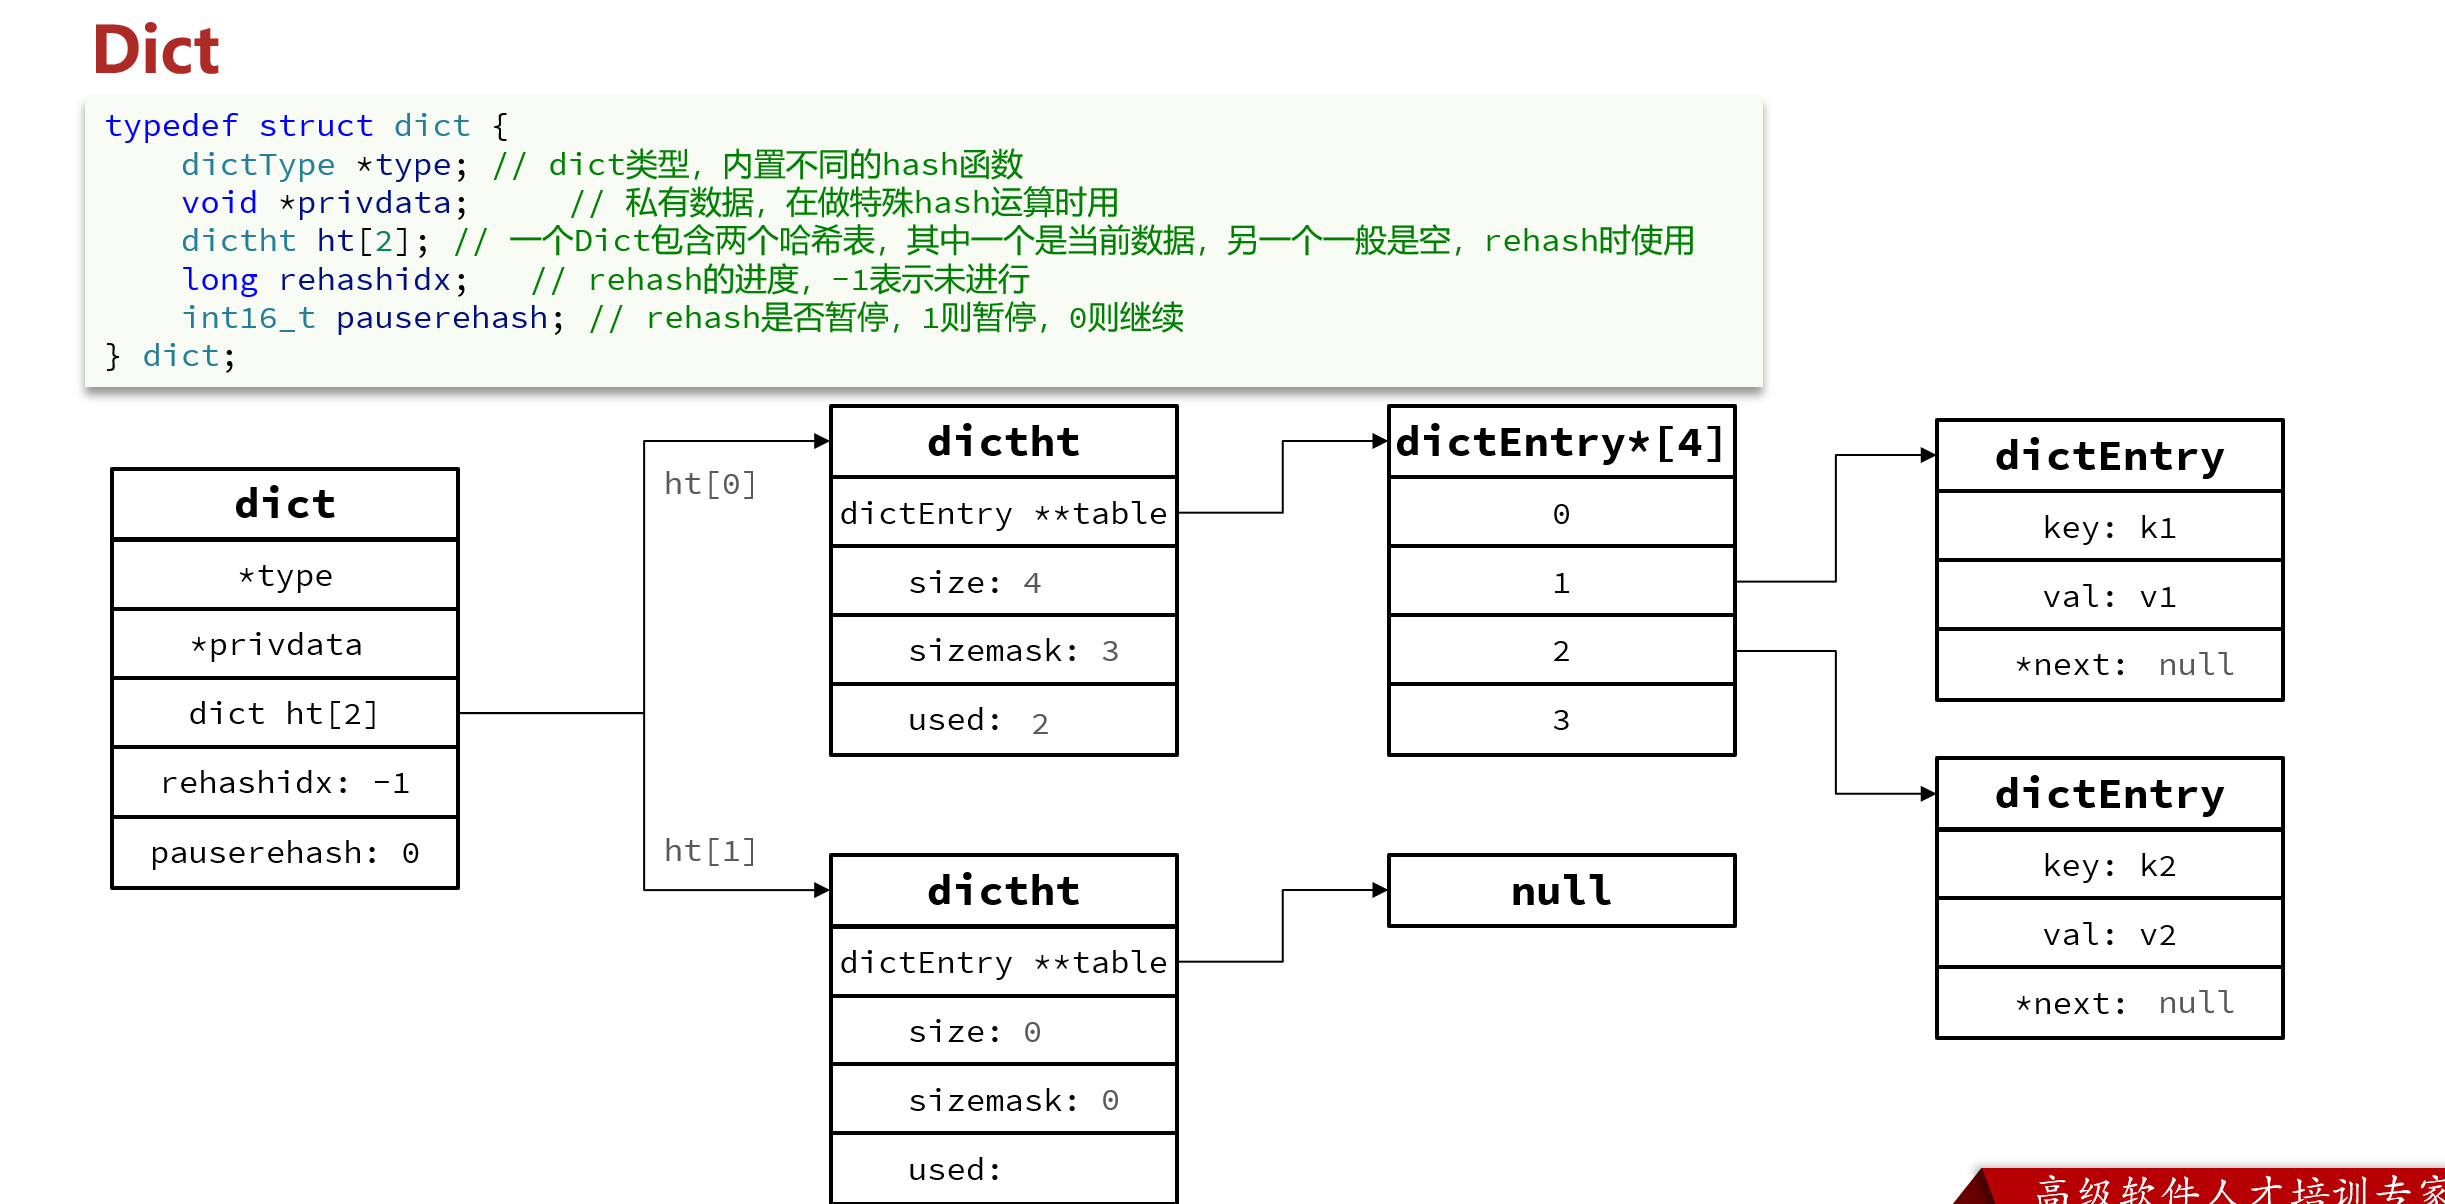 Dict
typedef struct dict {
    dictType *type; // dict类型，内置不同的hash函数
    void *privdata;     // 私有数据，在做特殊hash运算时用
    dictht ht[2]; // 一个Dict包含两个哈希表，其中一个是当前数据，另一个一般是空，rehash时使用
    long rehashidx;   // rehash的进度，-1表示未进行
    int16_t pauserehash; // rehash是否暂停，1则暂停，0则继续
} dict;
dict
*type
*privdata
dict ht[2]
rehashidx: -1
pauserehash: 0
ht[0]
dictht
dictEntry **table
size: 4
sizemask: 3
used: 2
dictEntry*[4]
0
1
2
3
dictEntry
key: k1
val: v1
*next: null
dictEntry
key: k2
val: v2
*next: null
ht[1]
dictht
dictEntry **table
size: 0
sizemask: 0
used:
null
高级软件人才培训专家